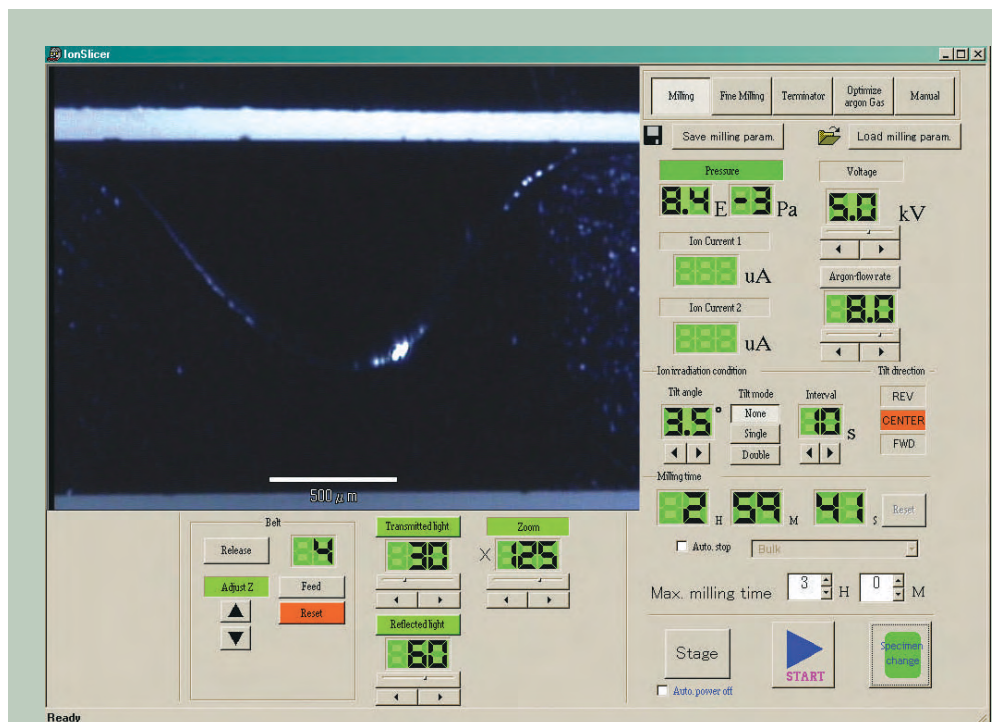 IonSlicer
Milling
Fine Milling
Terminator
Optimize
argon Gas
Manual
Save milling param.
Load milling param.
Pressure
Voltage
8.4 E -3 Pa
5.0 kV
Ion Current 1
uA
Argon-flow rate
8.0
Ion Current 2
uA
Ion irradiation condition
Tilt direction
Tilt angle
Tilt mode
Interval
3.5°
None
Single
Double
10 S
REV
CENTER
FWD
500μm
Milling time
2 H 59 M 41 S
Reset
Auto. stop
Bulk
Max. milling time 3 H 0 M
Belt
Release
4
Adjust Z
Feed
Reset
Transmitted light
30
Zoom
X 125
Reflected light
60
Stage
START
Specimen
change
Auto. power off
Ready